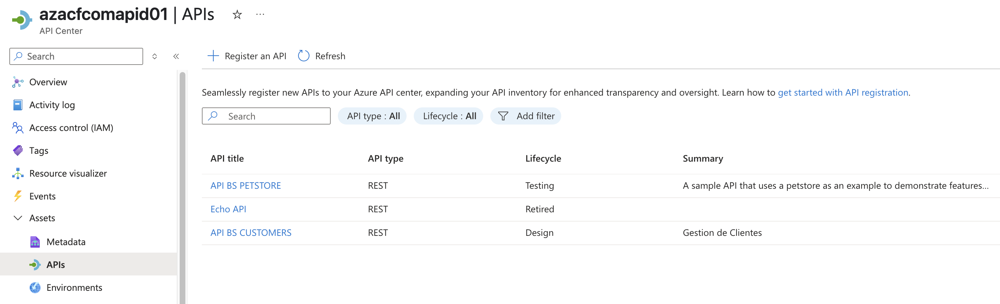 azacfcomapid01 | APIs
API Center
Search
Overview
Activity log
Access control (IAM)
Tags
Resource visualizer
Events
Assets
Metadata
APIs
Environments
Register an API
Refresh
Seamlessly register new APIs to your Azure API center, expanding your API inventory for enhanced transparency and oversight. Learn how to get started with API registration.
Search
API type : All
Lifecycle : All
Add filter
API title API type Lifecycle Summary
API BS PETSTORE REST Testing A sample API that uses a petstore as an example to demonstrate features...
Echo API REST Retired
API BS CUSTOMERS REST Design Gestion de Clientes